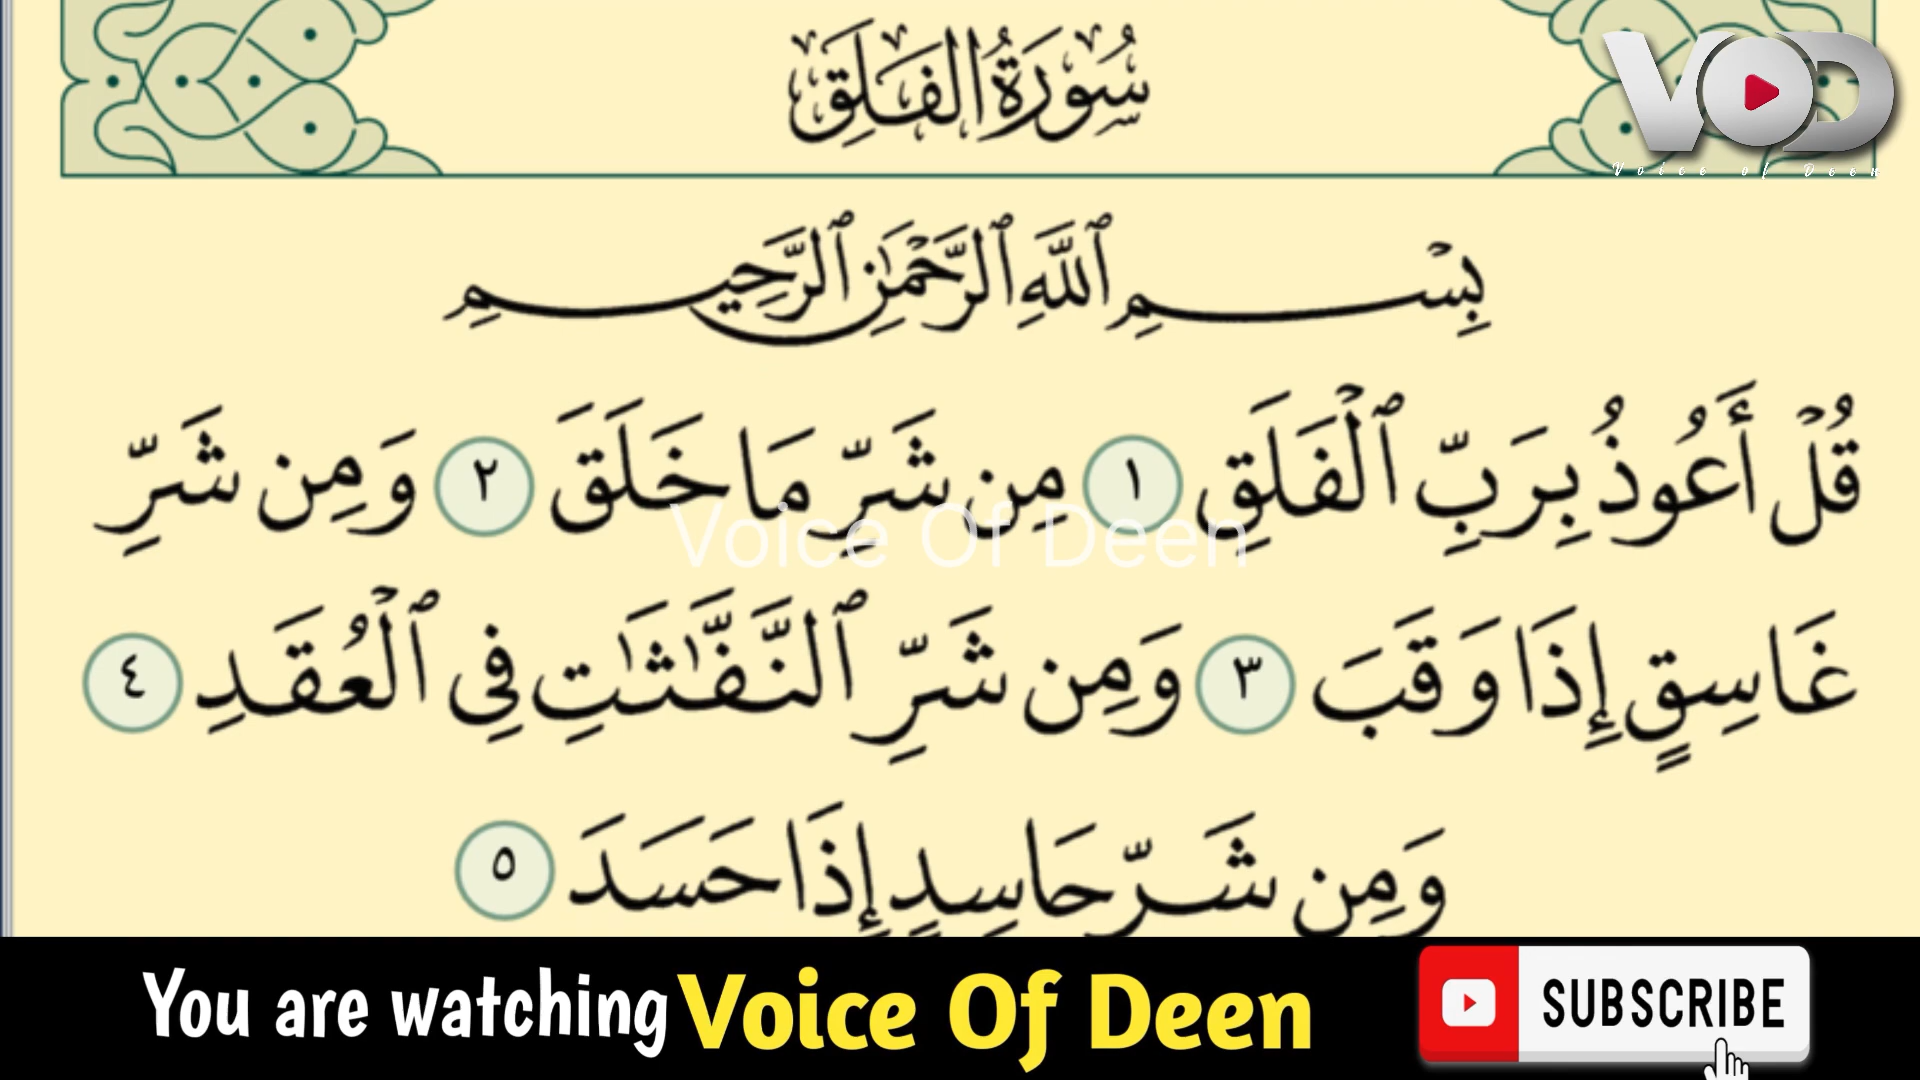 سُورَةُ الفَلَقِ
VOD
Voice of Deen
بِسْمِ ٱللَّهِ ٱلرَّحْمَٰنِ ٱلرَّحِيمِ
قُلْ أَعُوذُ بِرَبِّ ٱلْفَلَقِ ١ مِن شَرِّ مَا خَلَقَ ٢ وَمِن شَرِّ
Voice Of Deen
غَاسِقٍ إِذَا وَقَبَ ٣ وَمِن شَرِّ ٱلنَّفَّٰثَٰتِ فِى ٱلْعُقَدِ ٤
وَمِن شَرِّ حَاسِدٍ إِذَا حَسَدَ ٥
You are watching Voice Of Deen
SUBSCRIBE